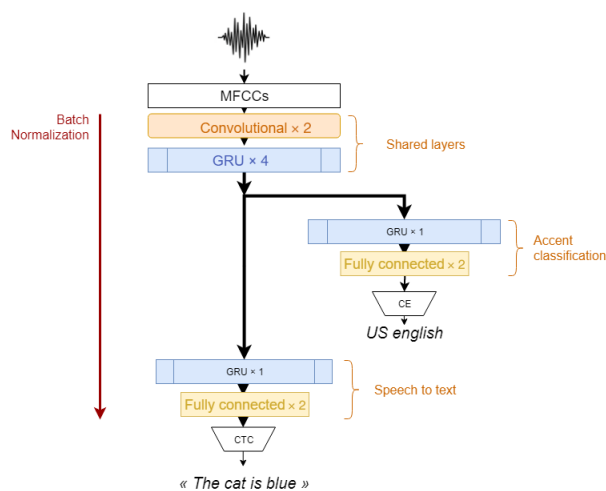 MFCCs
Batch
Normalization
Convolutional × 2
Shared layers
GRU × 4
GRU × 1
Accent
classification
Fully connected × 2
CE
US english
GRU × 1
Speech to text
Fully connected × 2
CTC
« The cat is blue »